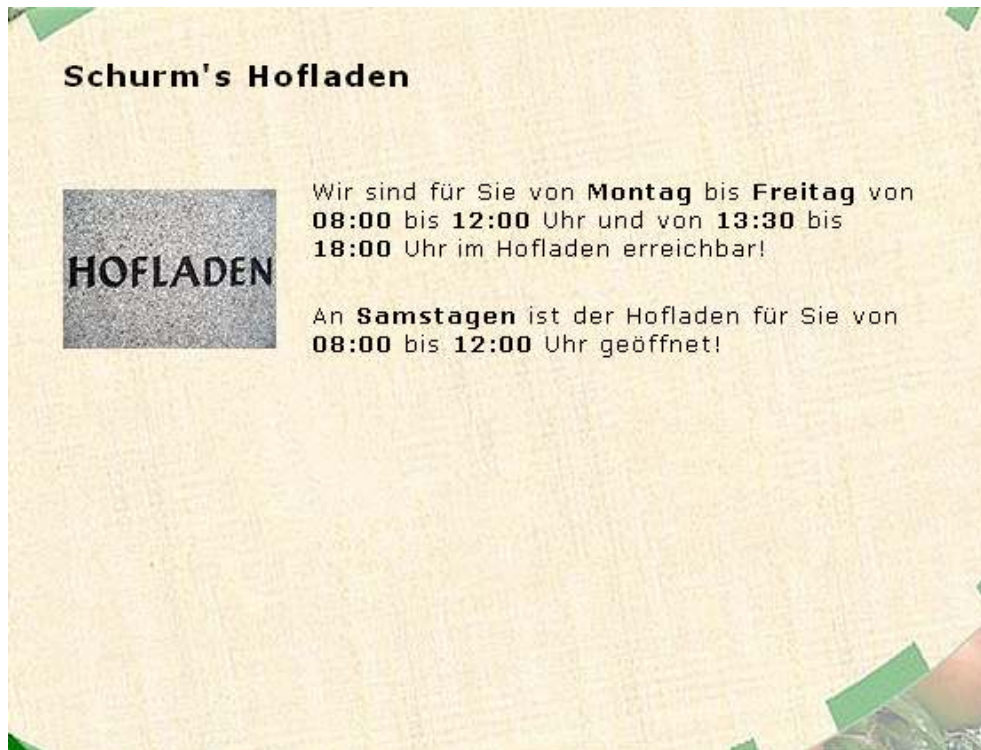 Schurm's Hofladen
HOFLADEN
Wir sind für Sie von Montag bis Freitag von
08:00 bis 12:00 Uhr und von 13:30 bis
18:00 Uhr im Hofladen erreichbar!
An Samstagen ist der Hofladen für Sie von
08:00 bis 12:00 Uhr geöffnet!